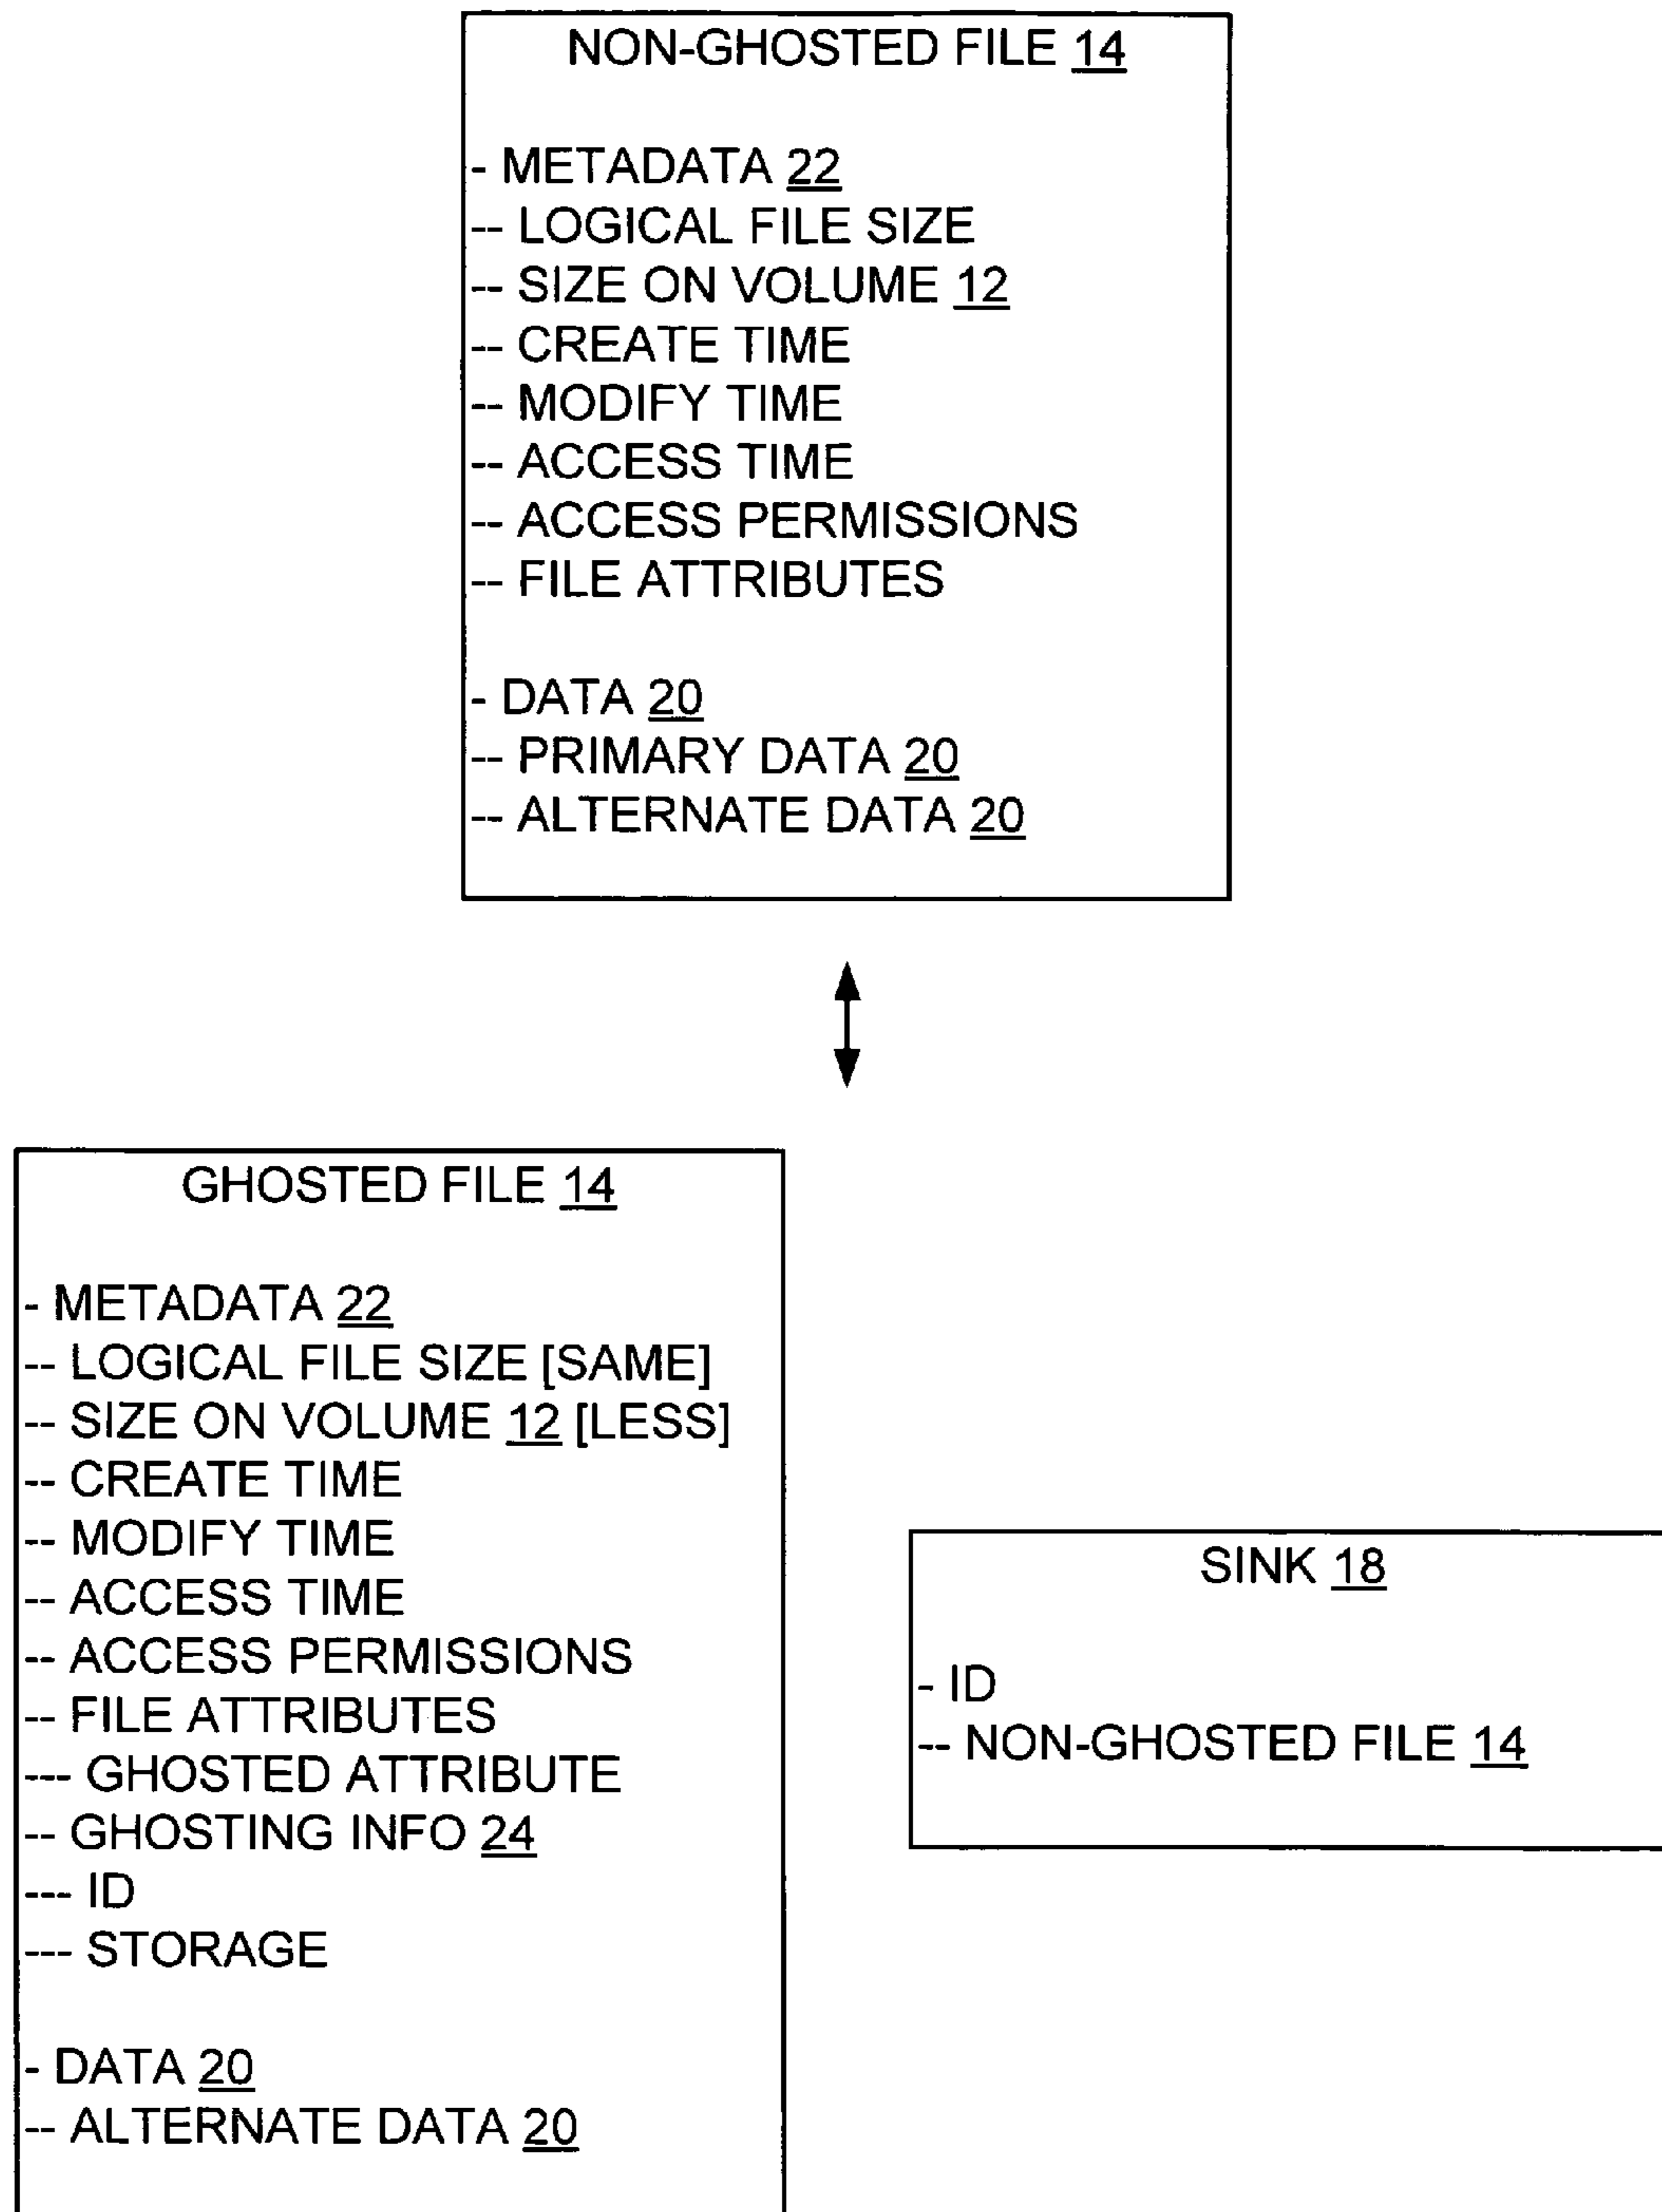 NON-GHOSTED FILE 14
- METADATA 22
-- LOGICAL FILE SIZE
-- SIZE ON VOLUME 12
-- CREATE TIME
-- MODIFY TIME
-- ACCESS TIME
-- ACCESS PERMISSIONS
-- FILE ATTRIBUTES
- DATA 20
-- PRIMARY DATA 20
-- ALTERNATE DATA 20
GHOSTED FILE 14
- METADATA 22
-- LOGICAL FILE SIZE [SAME]
-- SIZE ON VOLUME 12 [LESS]
-- CREATE TIME
-- MODIFY TIME
-- ACCESS TIME
-- ACCESS PERMISSIONS
-- FILE ATTRIBUTES
--- GHOSTED ATTRIBUTE
-- GHOSTING INFO 24
--- ID
--- STORAGE
- DATA 20
-- ALTERNATE DATA 20
SINK 18
- ID
-- NON-GHOSTED FILE 14